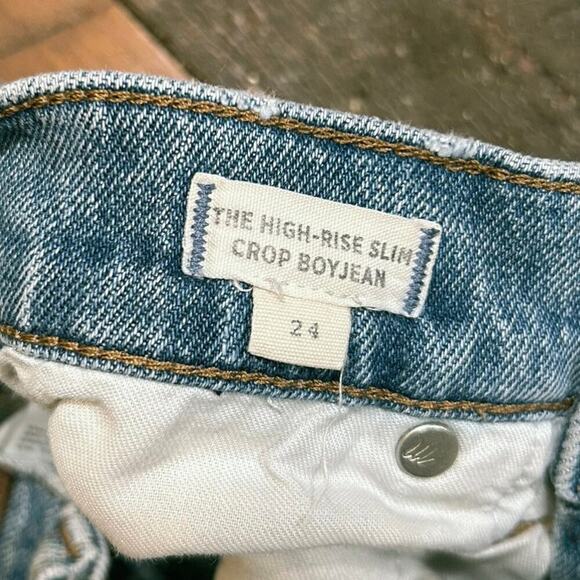 THE HIGH-RISE SLIM
CROP BOYJEAN
24